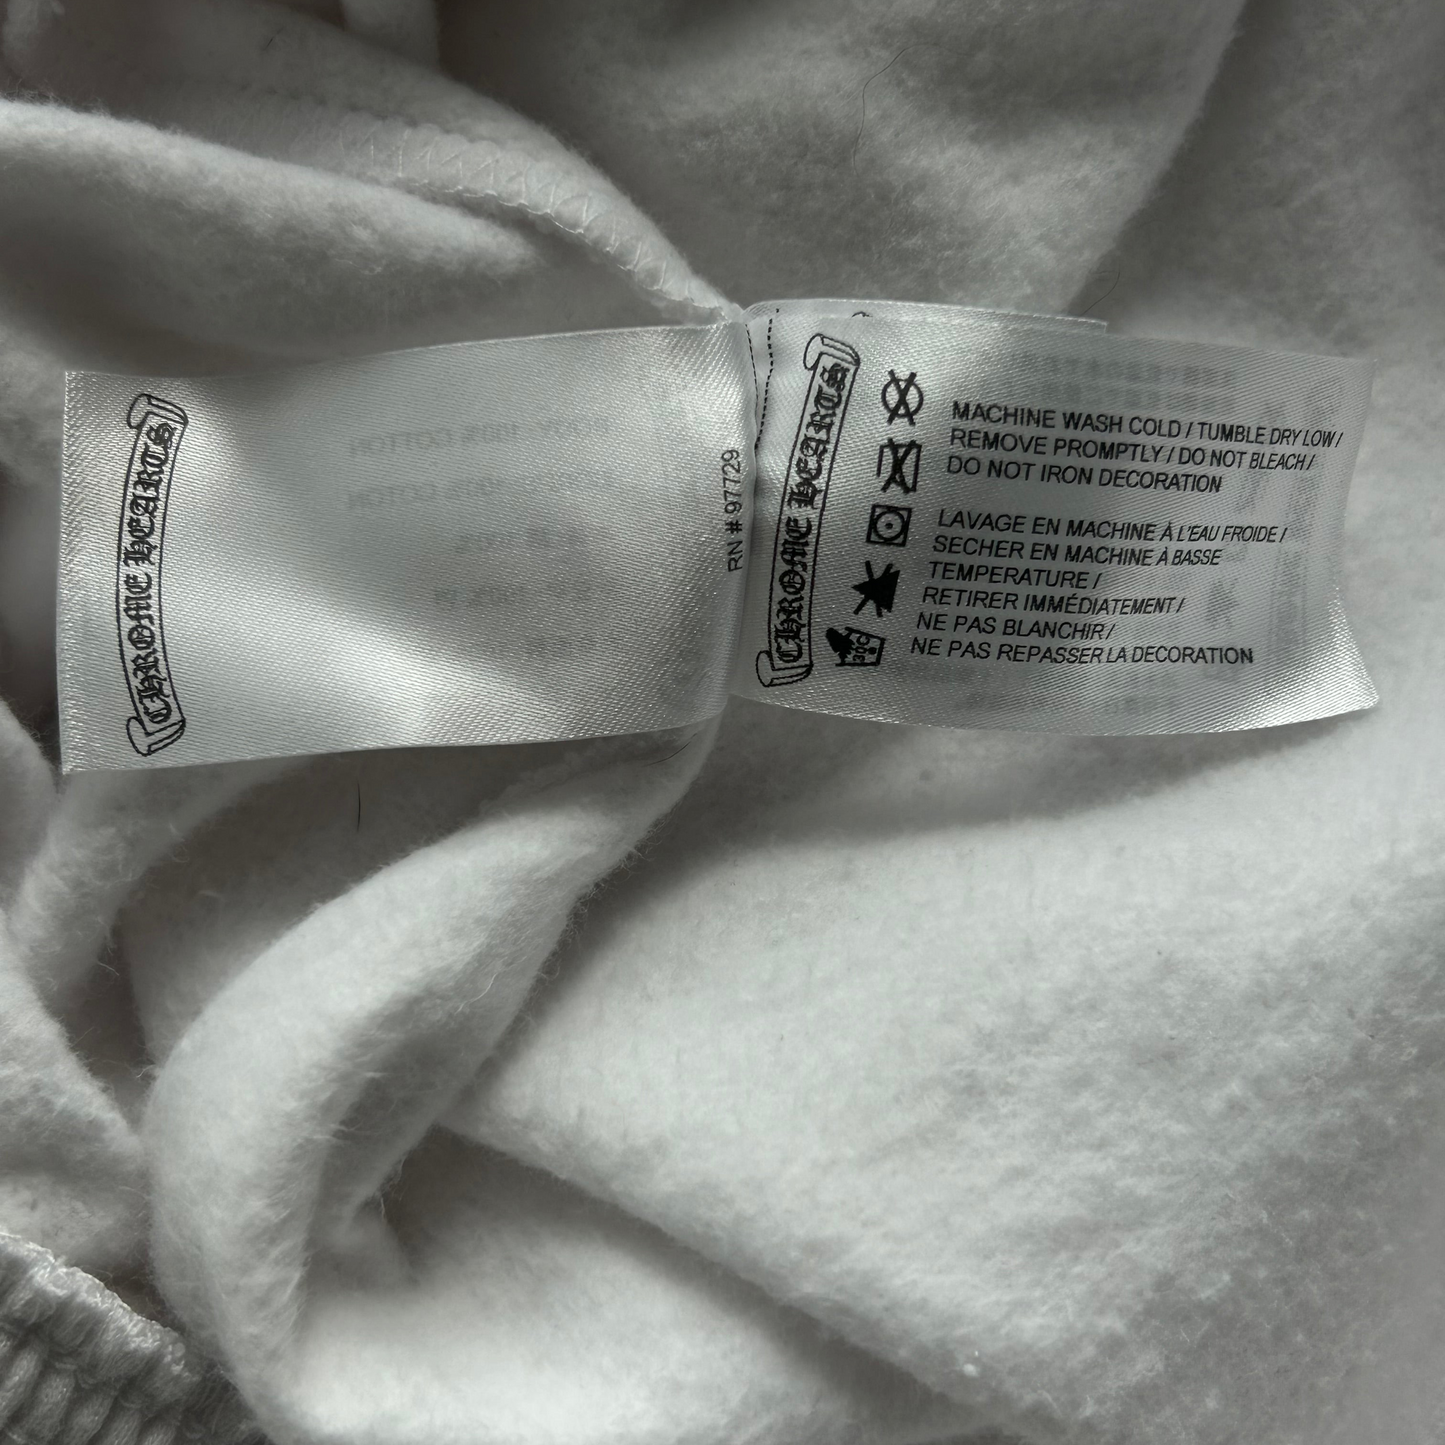 CHROME HEARTS
RN # 97729
CHROME HEARTS
MACHINE WASH COLD / TUMBLE DRY LOW /
REMOVE PROMPTLY / DO NOT BLEACH /
DO NOT IRON DECORATION
LAVAGE EN MACHINE À L'EAU FROIDE /
SECHER EN MACHINE À BASSE
TEMPERATURE /
RETIRER IMMÉDIATEMENT /
NE PAS BLANCHIR /
NE PAS REPASSER LA DECORATION
30C